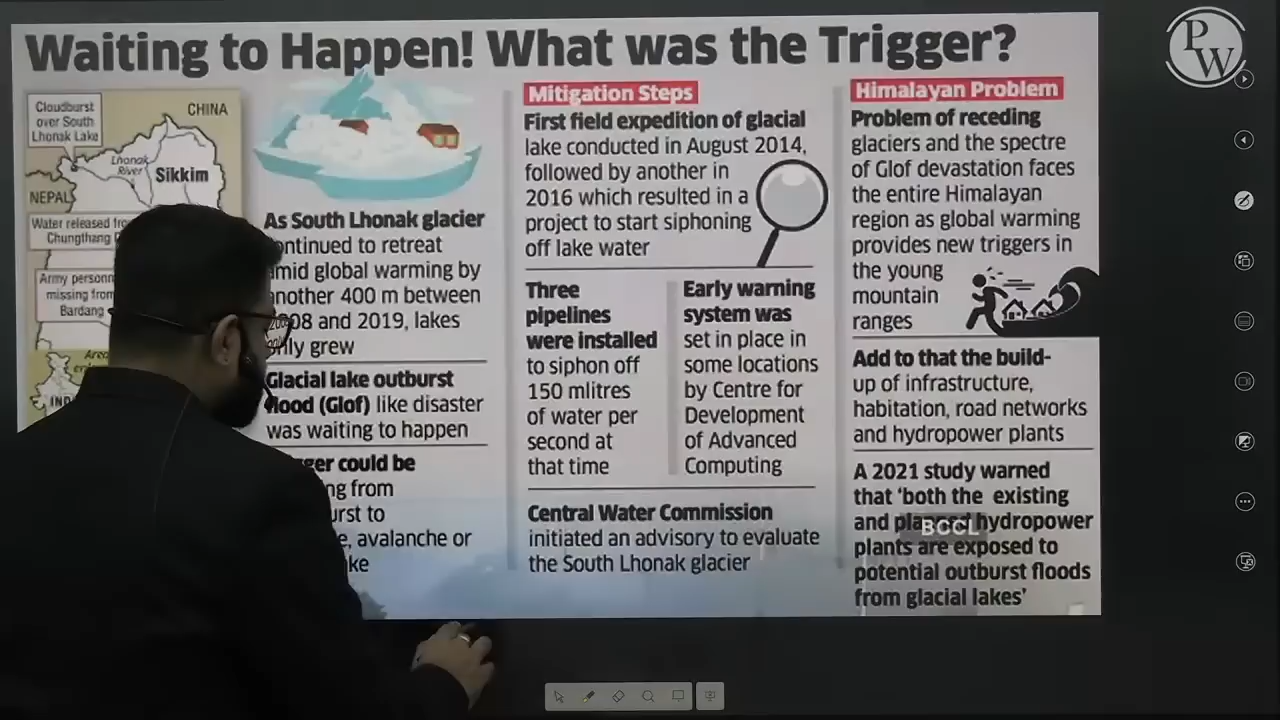 Waiting to Happen! What was the Trigger?
Cloudburst
over South
Lhonak Lake
CHINA
Lhonak
River
Sikkim
NEPAL
Water released
Chungthang
Army
missing from
Bardang
As South Lhonak glacier
retreat
global warming by
another 400 m between
and 2019, lakes
grew
Glacial lake outburst
flood (Glof) like disaster
was waiting to happen
could be
from
to
avalanche or
Mitigation Steps
First field expedition of glacial
lake conducted in August 2014,
followed by another in
2016 which resulted in a
project to start siphoning
off lake water
Three
pipelines
were installed
to siphon off
150 mlitres
of water per
second at
that time
Early warning
system was
set in place in
some locations
by Centre for
Development
of Advanced
Computing
Central Water Commission
initiated an advisory to evaluate
the South Lhonak glacier
Himalayan Problem
Problem of receding
glaciers and the spectre
of Glof devastation faces
the entire Himalayan
region as global warming
provides new triggers in
the young
mountain
ranges
Add to that the build-
up of infrastructure,
habitation, road networks
and hydropower plants
A 2021 study warned
that 'both the existing
and hydropower
plants are exposed to
potential outburst floods
from glacial lakes'
BCCL
PW